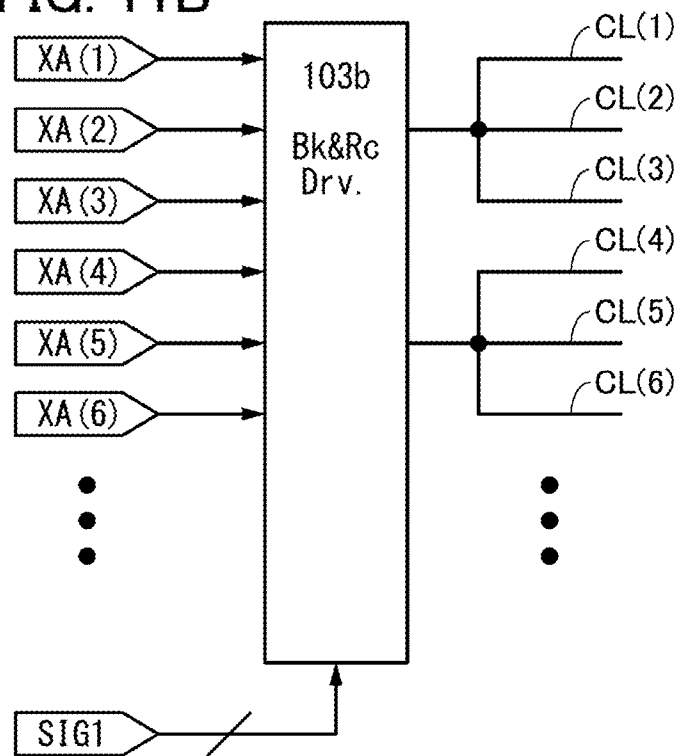 FIG. 11B
XA(1)
XA(2)
XA(3)
XA(4)
XA(5)
XA(6)
103b
Bk&Rc
Drv.
CL(1)
CL(2)
CL(3)
CL(4)
CL(5)
CL(6)
SIG1